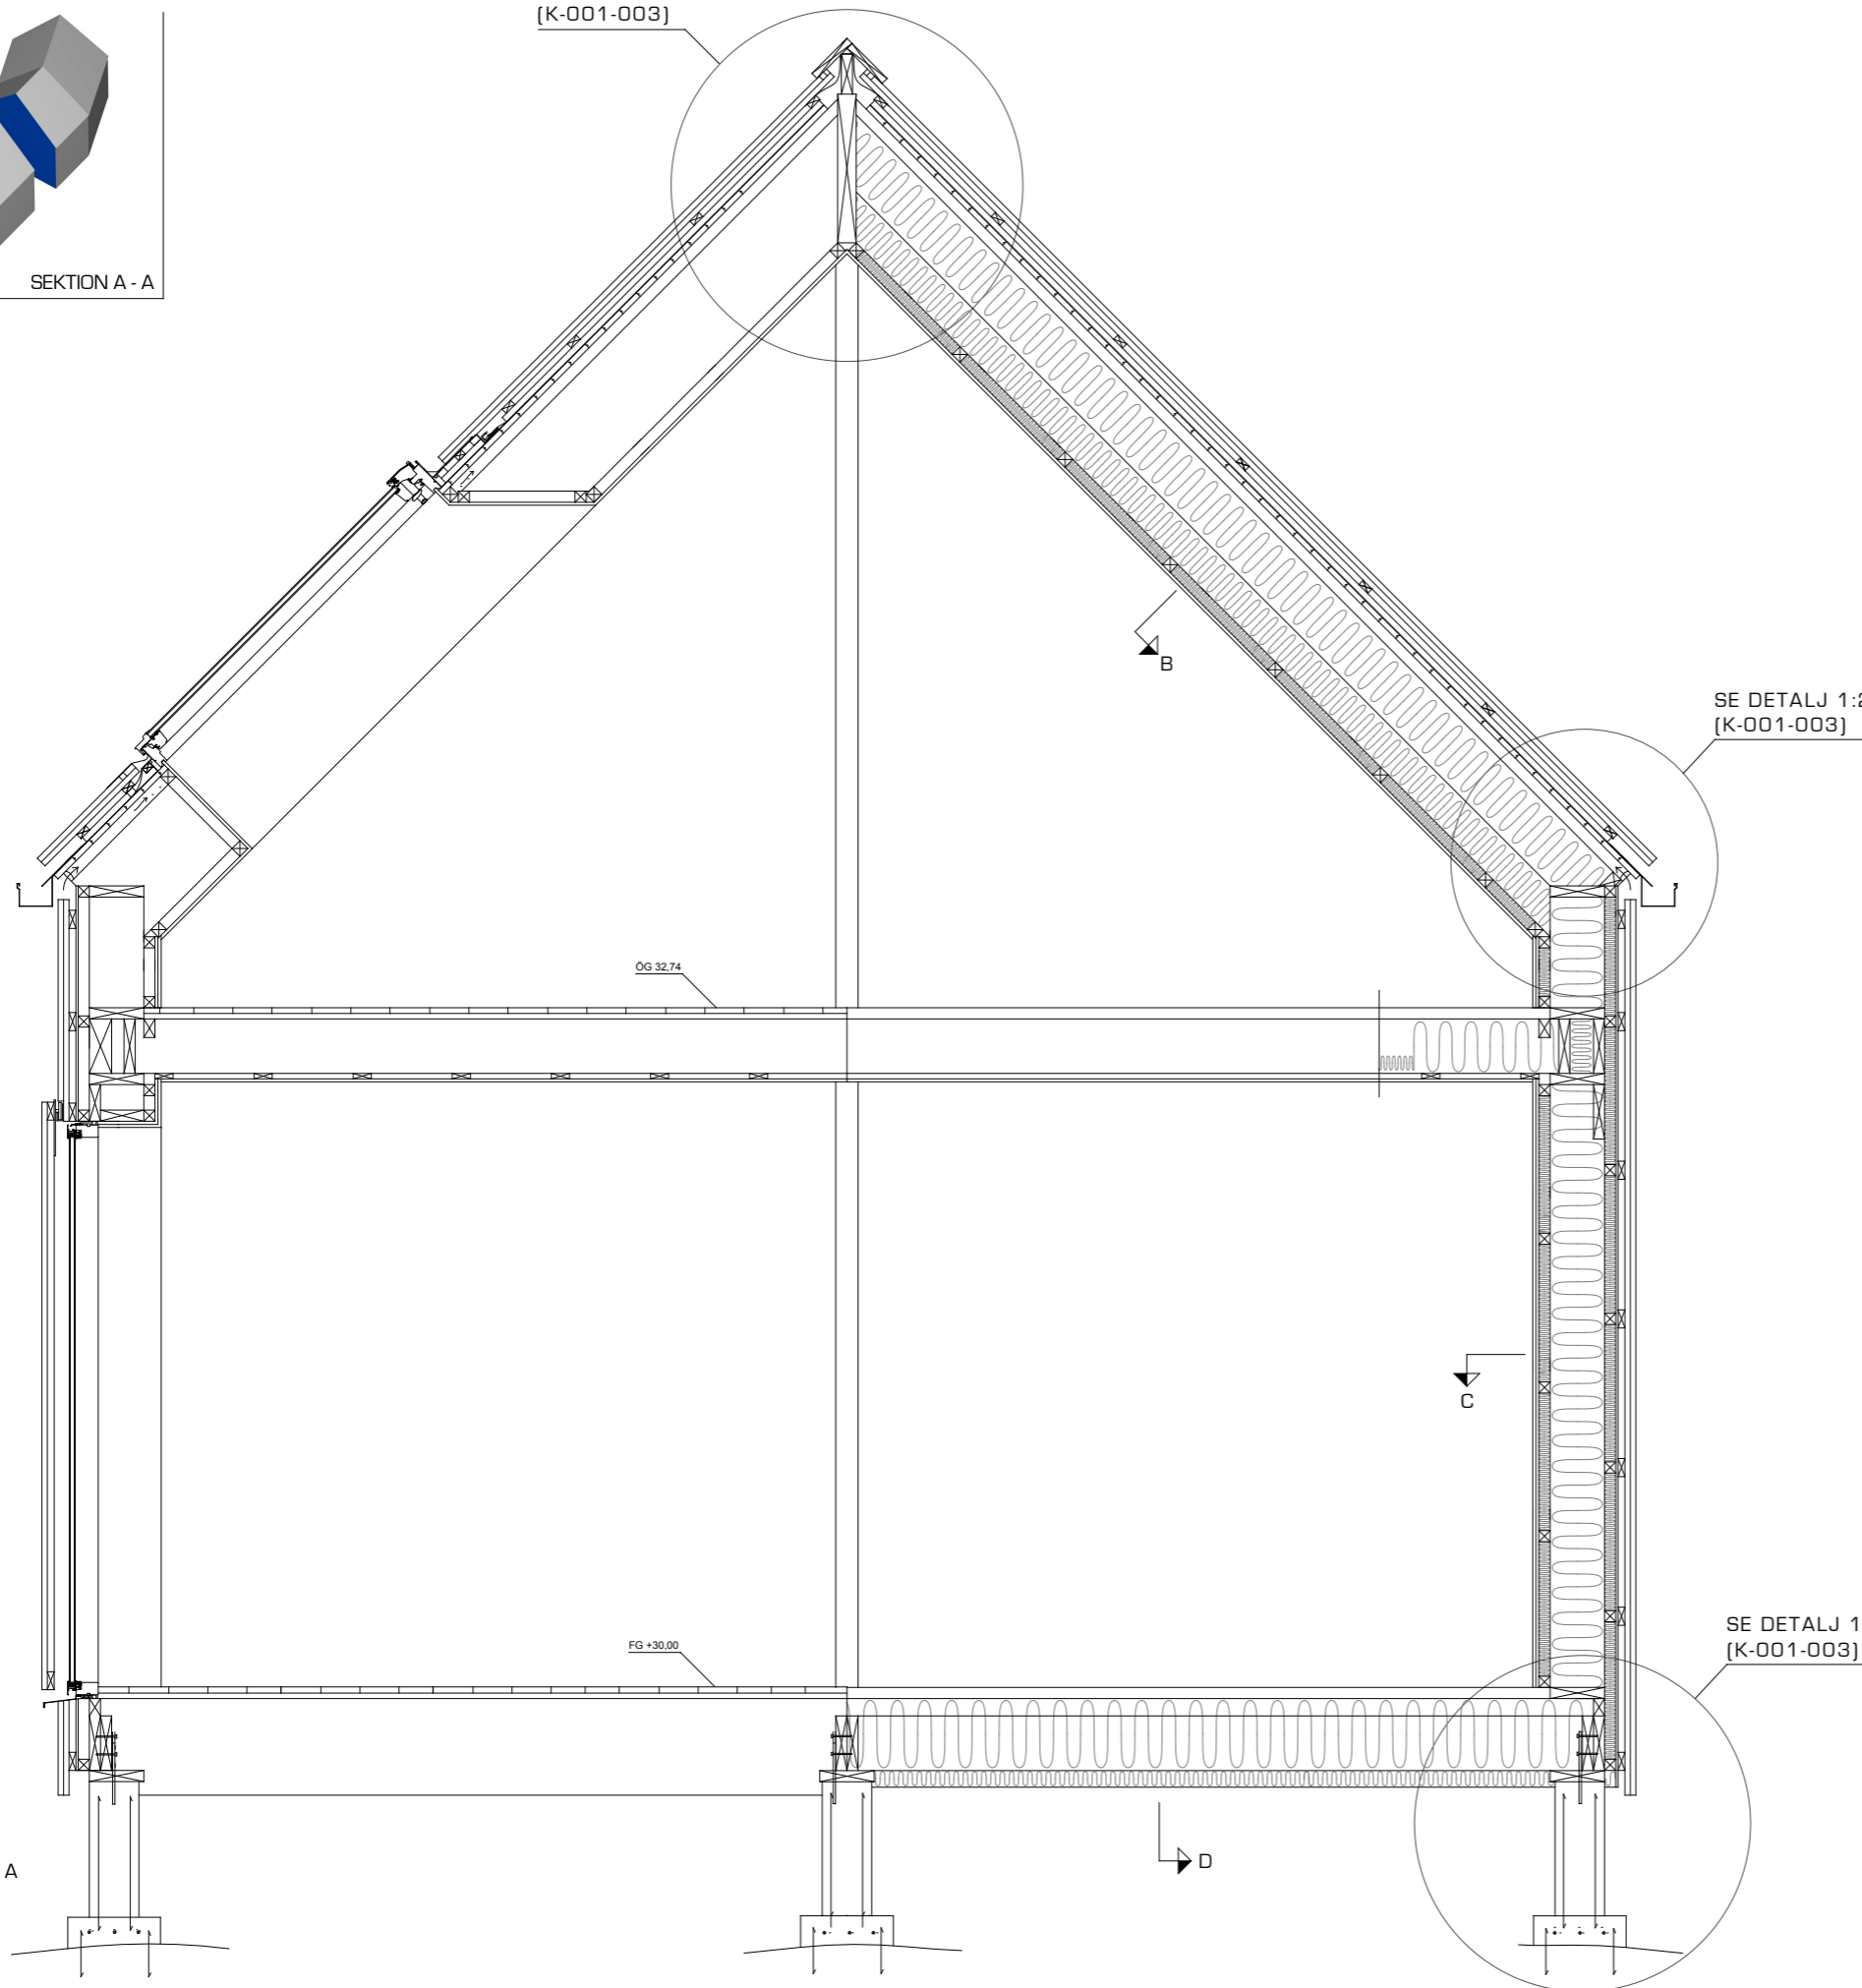 (K-001-003)
SEKTION A - A
B
SE DETALJ 1:2
(K-001-003)
ÖG 32,74
C
SE DETALJ 1
(K-001-003)
FG +30,00
D
A